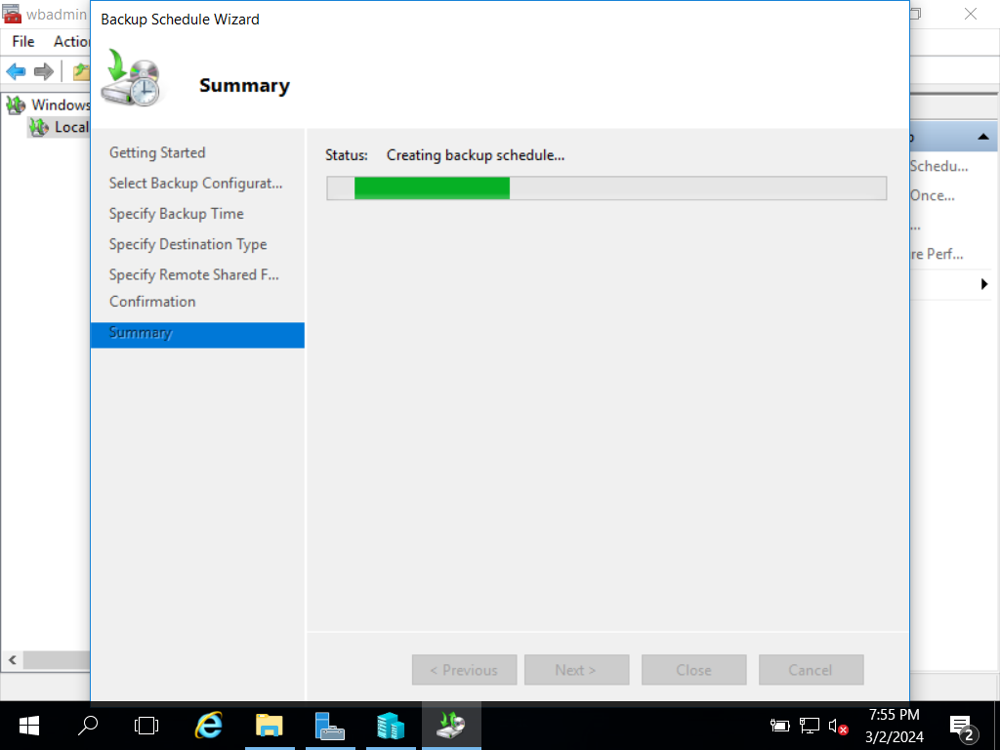 wbadmin
Backup Schedule Wizard
File
Actio
Summary
Windows
Local
Getting Started
Select Backup Configurat...
Specify Backup Time
Specify Destination Type
Specify Remote Shared F...
Confirmation
Summary
Status: Creating backup schedule...
Schedu...
Once...
...
re Perf...
< Previous
Next >
Close
Cancel
7:55 PM
3/2/2024
2